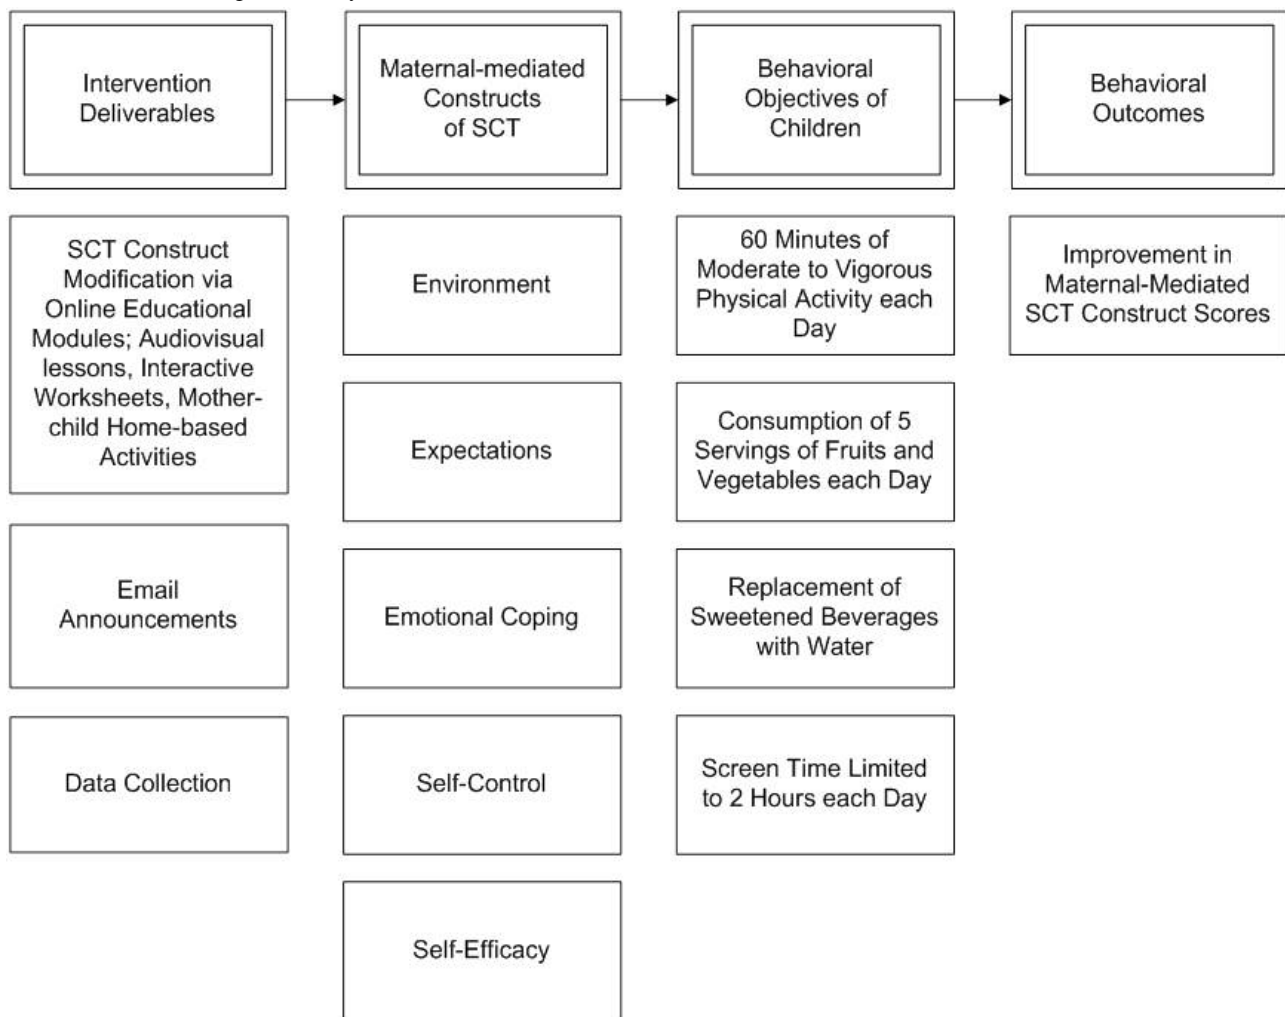 Intervention
Deliverables
Maternal-mediated
Constructs
of SCT
Behavioral
Objectives of
Children
Behavioral
Outcomes
SCT Construct
Modification via
Online Educational
Modules; Audiovisual
lessons, Interactive
Worksheets, Mother-
child Home-based
Activities
Email
Announcements
Data Collection
Environment
Expectations
Emotional Coping
Self-Control
Self-Efficacy
60 Minutes of
Moderate to Vigorous
Physical Activity each
Day
Consumption of 5
Servings of Fruits and
Vegetables each Day
Replacement of
Sweetened Beverages
with Water
Screen Time Limited
to 2 Hours each Day
Improvement in
Maternal-Mediated
SCT Construct Scores